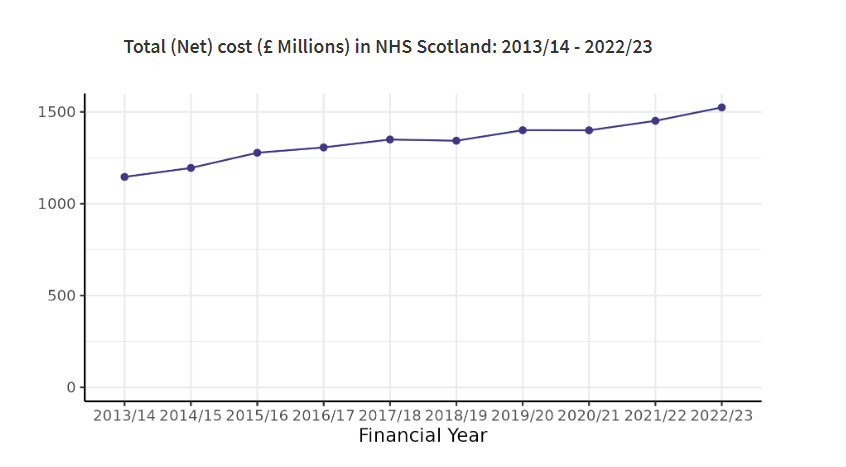 Total (Net) cost (£ Millions) in NHS Scotland: 2013/14 - 2022/23
1500
1000
500
0
2013/14 2014/15 2015/16 2016/17 2017/18 2018/19 2019/20 2020/21 2021/22 2022/23
Financial Year